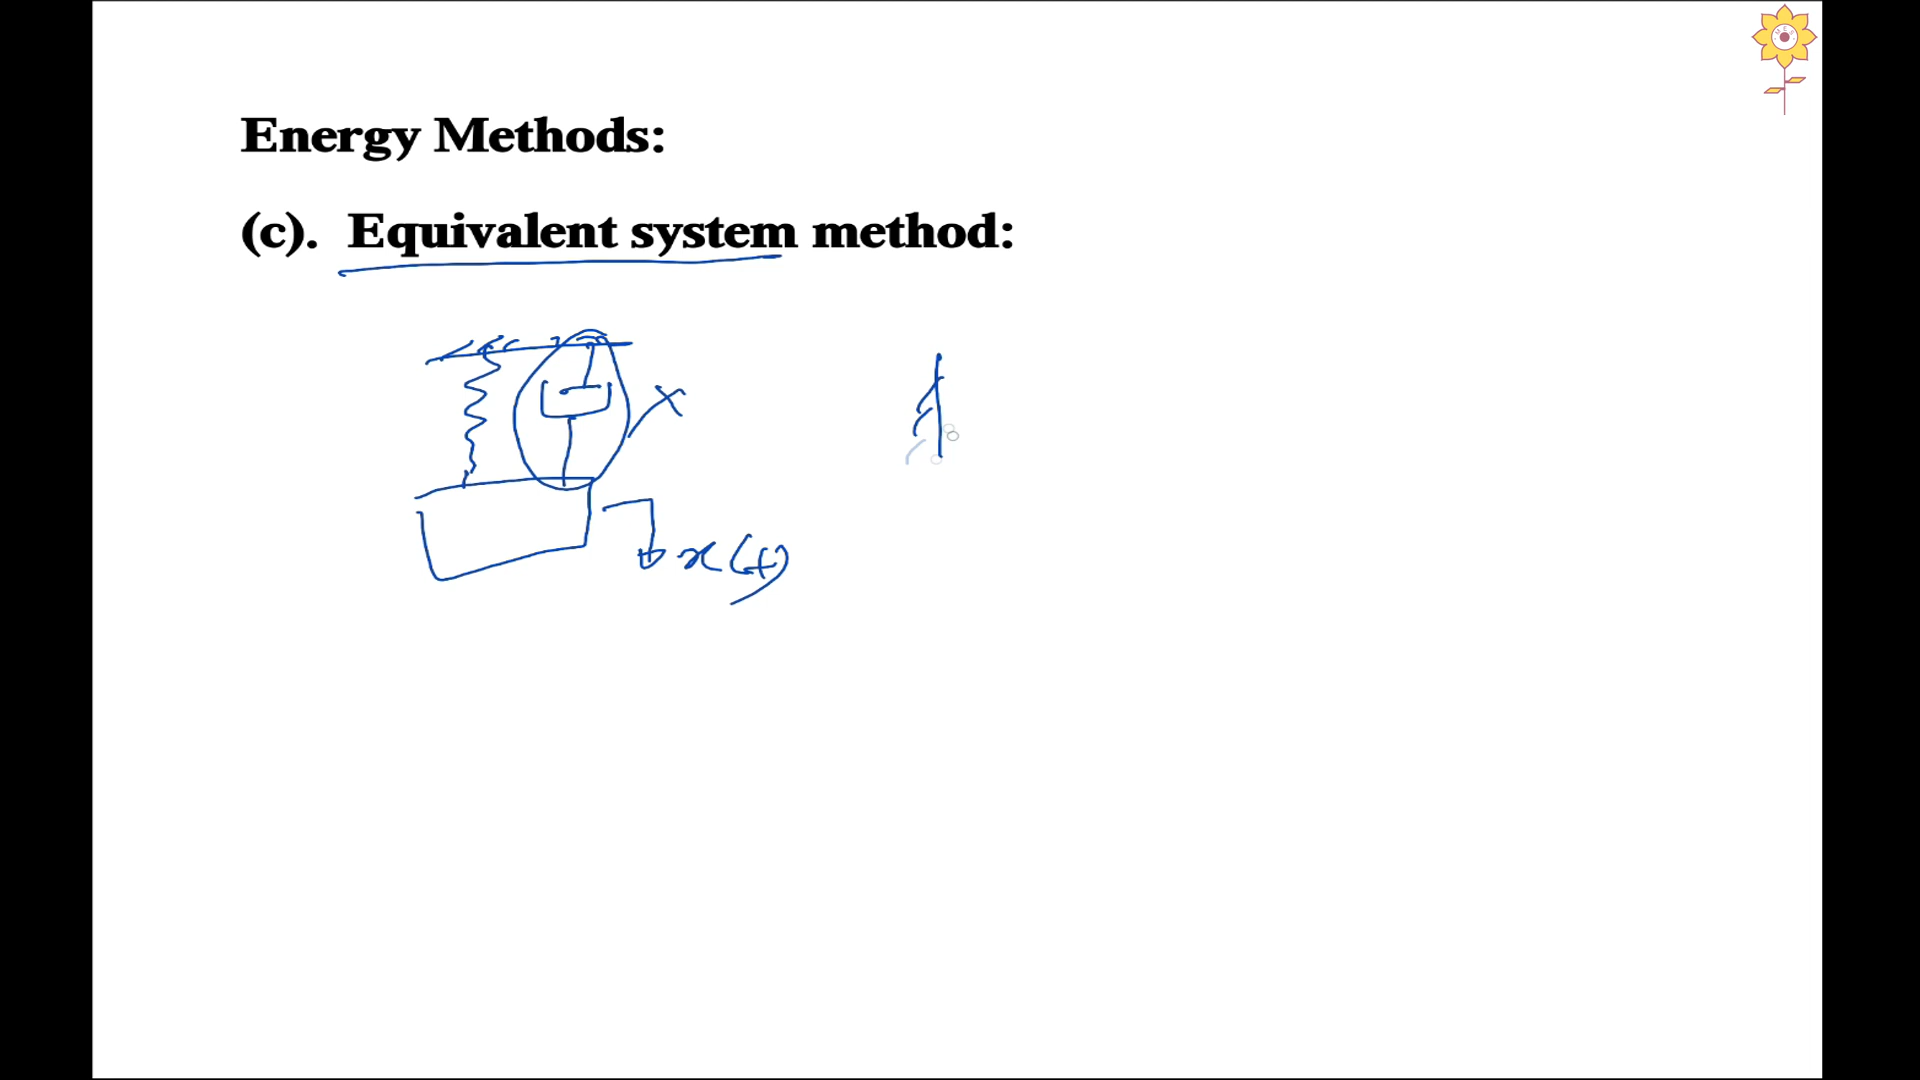 Energy Methods:
(c). Equivalent system method:
x
x(t)